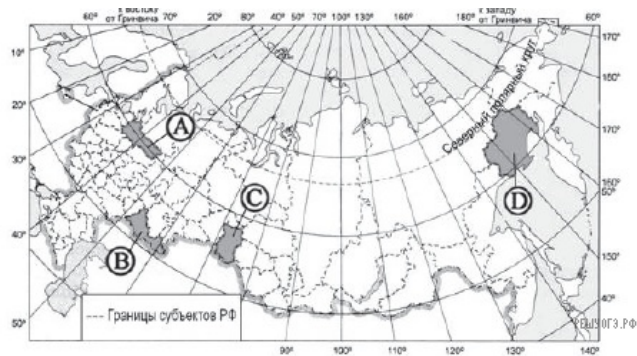 к востоку
от Гринвича
к западу
от Гринвича
60° 70° 20° 80° 30° 40° 50° 70° 100° 130° 160° 180° 60°
10°
20°
30°
40°
50°
170°
180°
170°
160°
150°
40°
Северный полярный круг
A
B
C
D
---- Границы субъектов РФ
РЕШУОГЭ.РФ
90° 100° 110° 120° 130° 140°